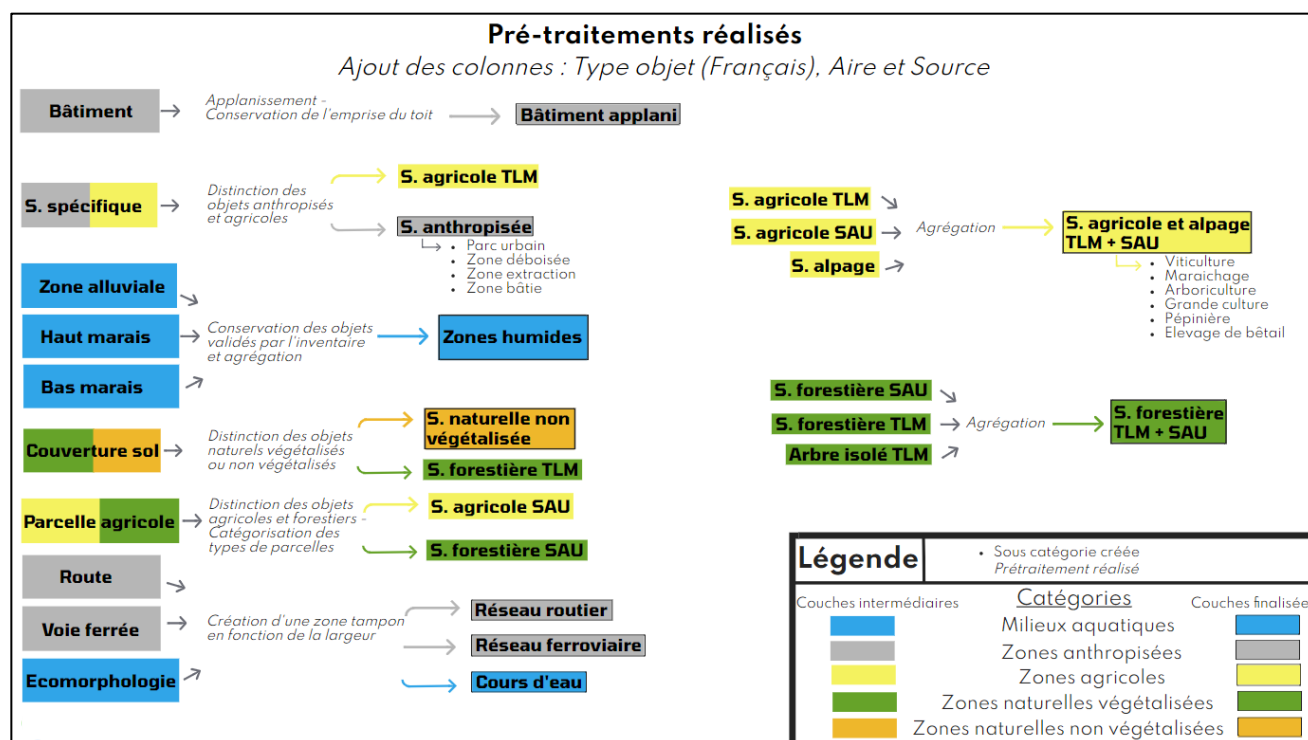 Pré-traitements réalisés
Ajout des colonnes : Type objet (Français), Aire et Source
Bâtiment
Applanissement -
Conservation de l'emprise du toit
Bâtiment applani
S. spécifique
Distinction des
objets anthropisés
et agricoles
S. agricole TLM
S. anthropisée
• Parc urbain
• Zone déboisée
• Zone extraction
• Zone bâtie
Zone alluviale
Haut marais
Bas marais
Conservation des objets
validés par l'inventaire
et agrégation
Zones humides
Couverture sol
Distinction des objets
naturels végétalisés
ou non végétalisés
S. naturelle non
végétalisée
S. forestière TLM
Parcelle agricole
Distinction des objets
agricoles et forestiers -
Catégorisation des
types de parcelles
S. agricole SAU
S. forestière SAU
Route
Voie ferrée
Ecomorphologie
Création d'une zone tampon
en fonction de la largeur
Réseau routier
Réseau ferroviaire
Cours d'eau
S. agricole TLM
S. agricole SAU
S. alpage
Agrégation
S. agricole et alpage
TLM + SAU
• Viticulture
• Maraichage
• Arboriculture
• Grande culture
• Pépinière
• Elevage de bêtail
S. forestière SAU
S. forestière TLM
Arbre isolé TLM
Agrégation
S. forestière
TLM + SAU
Légende
• Sous catégorie créée
Prétraitement réalisé
Couches intermédiaires
Catégories
Couches finalisée
Milieux aquatiques
Zones anthropisées
Zones agricoles
Zones naturelles végétalisées
Zones naturelles non végétalisées